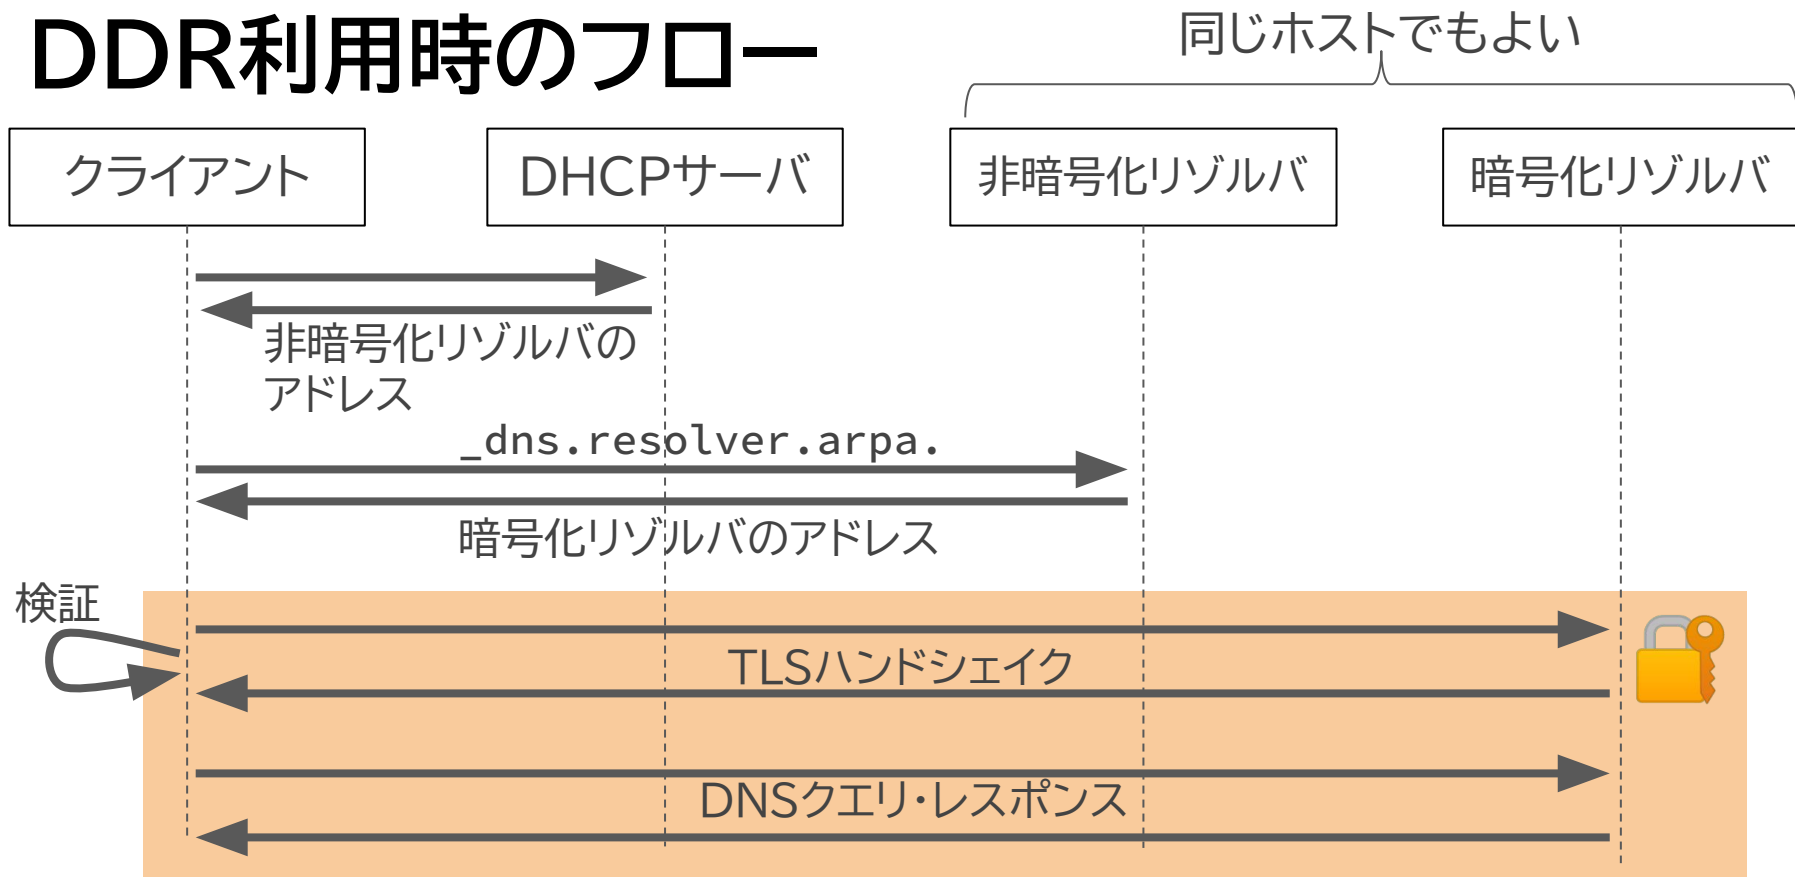 DDR利用時のフロー
同じホストでもよい
クライアント
DHCPサーバ
非暗号化リゾルバ
暗号化リゾルバ
非暗号化リゾルバの
アドレス
_dns.resolver.arpa.
暗号化リゾルバのアドレス
検証
TLSハンドシェイク
DNSクエリ・レスポンス